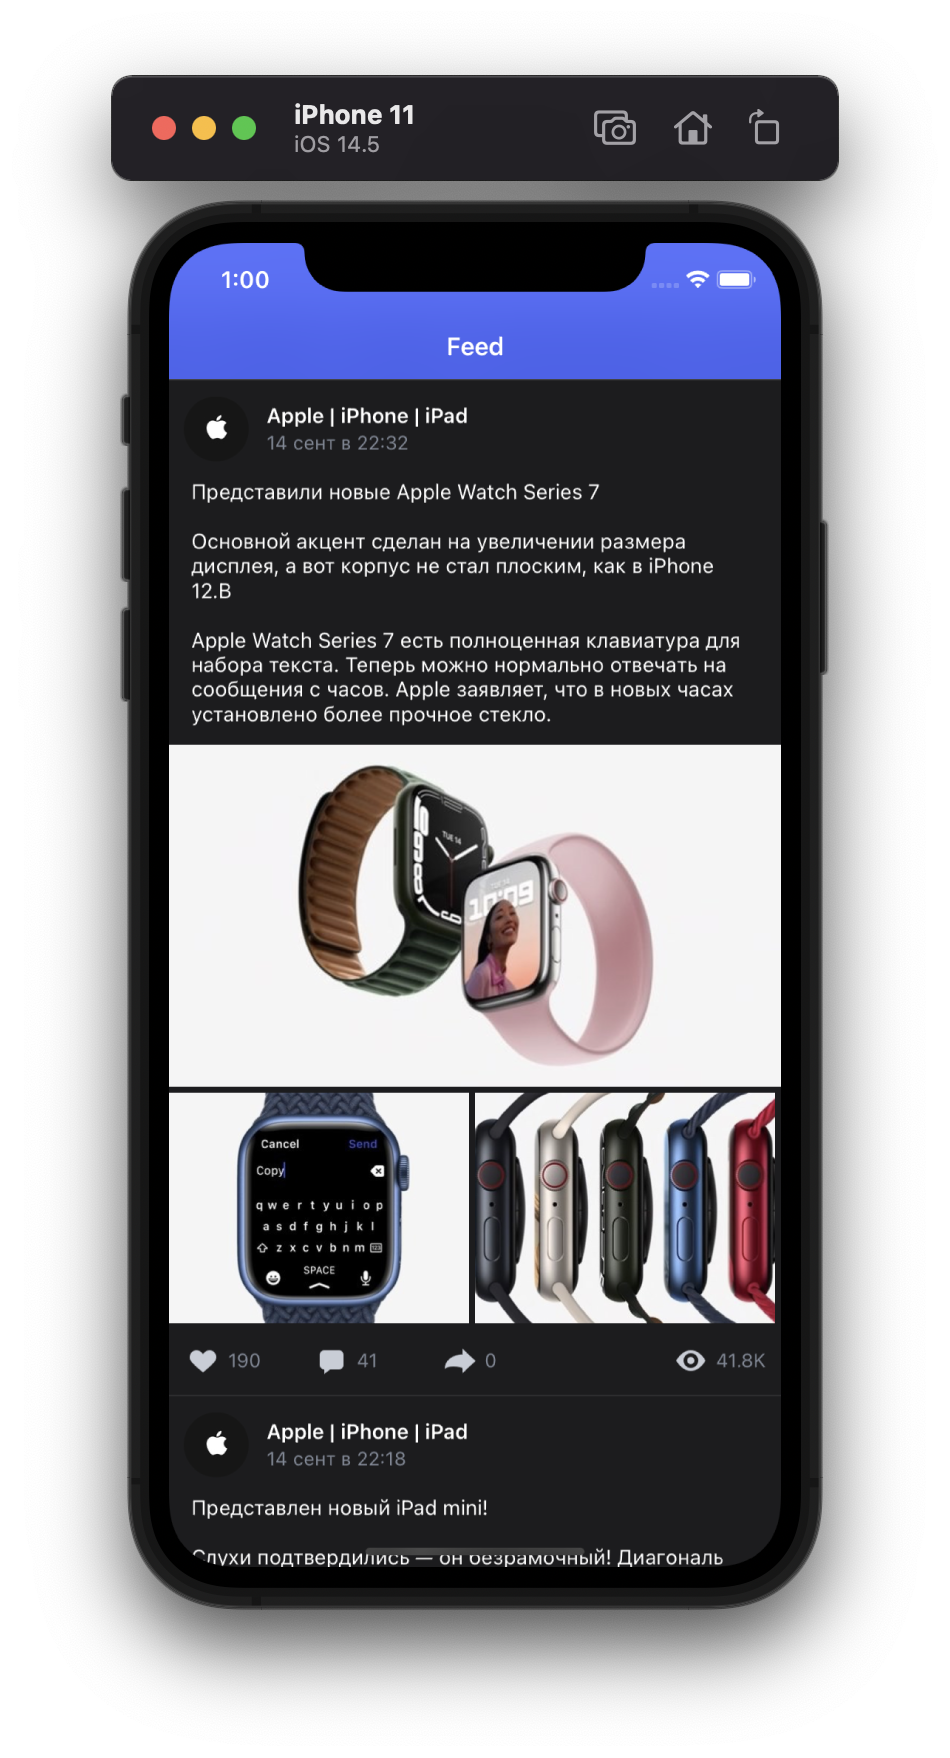 iPhone 11
iOS 14.5
1:00
Feed
Apple | iPhone | iPad
14 сент в 22:32
Представили новые Apple Watch Series 7
Основной акцент сделан на увеличении размера
дисплея, а вот корпус не стал плоским, как в iPhone
12.В
Apple Watch Series 7 есть полноценная клавиатура для
набора текста. Теперь можно нормально отвечать на
сообщения с часов. Apple заявляет, что в новых часах
установлено более прочное стекло.
TUE 14
10:09
Cancel Send
Copy
q w e r t y u i o p
a s d f g h j k l
z x c v b n m 123
SPACE
190 41 0 41.8K
Apple | iPhone | iPad
14 сент в 22:18
Представлен новый iPad mini!
Слухи подтвердились — он безрамочный! Диагональ